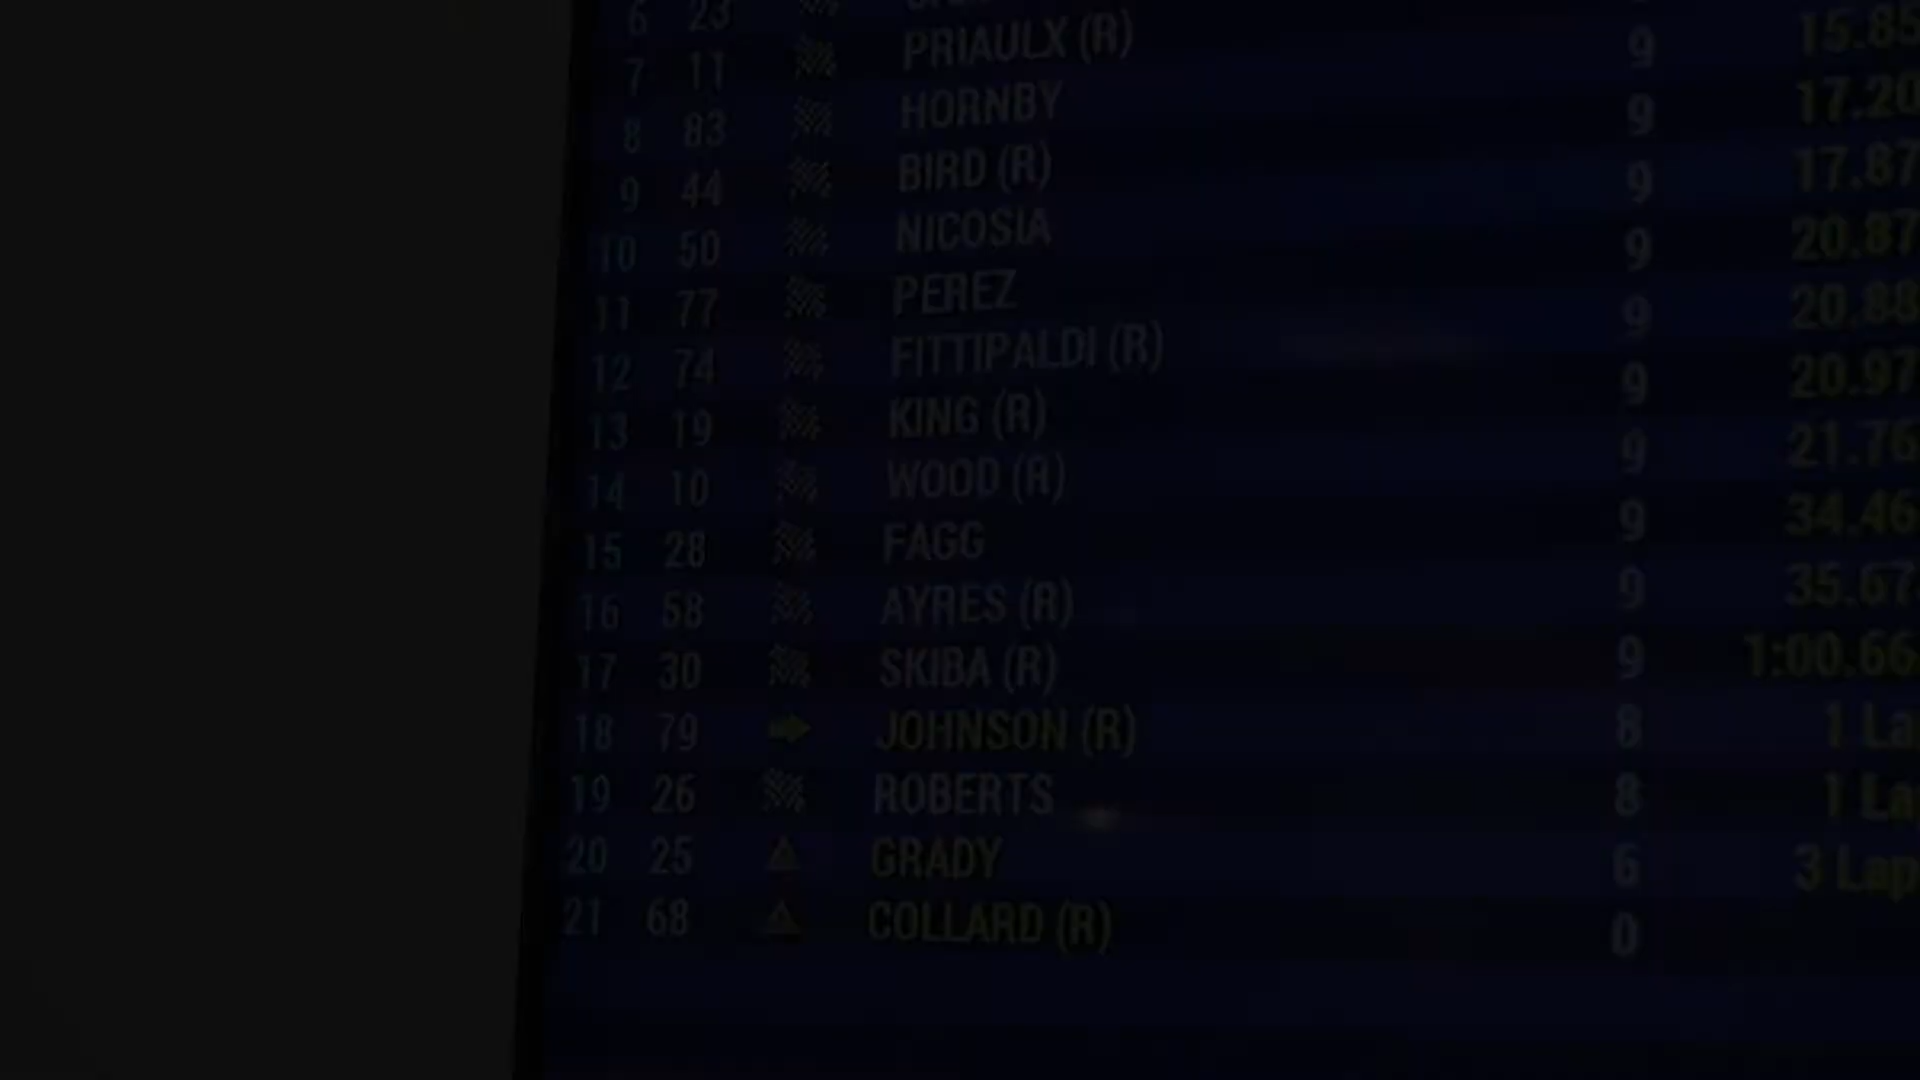 6 23
7 11 PRIAULX (R)
8 83 HORNBY 9 15.85
9 44 BIRD (R) 9 17.20
10 50 NICOSIA 9 17.87
11 77 PEREZ 9 20.87
12 74 FITTIPALDI (R) 9 20.88
13 19 KING (R) 9 20.97
14 10 WOOD (R) 9 21.76
15 28 FAGG 9 34.46
16 58 AYRES (R) 9 35.67
17 30 SKIBA (R) 9 1:00.66
18 79 JOHNSON (R) 8 1 La
19 26 ROBERTS 8 1 La
20 25 GRADY 6 3 Lap
21 68 COLLARD (R) 0